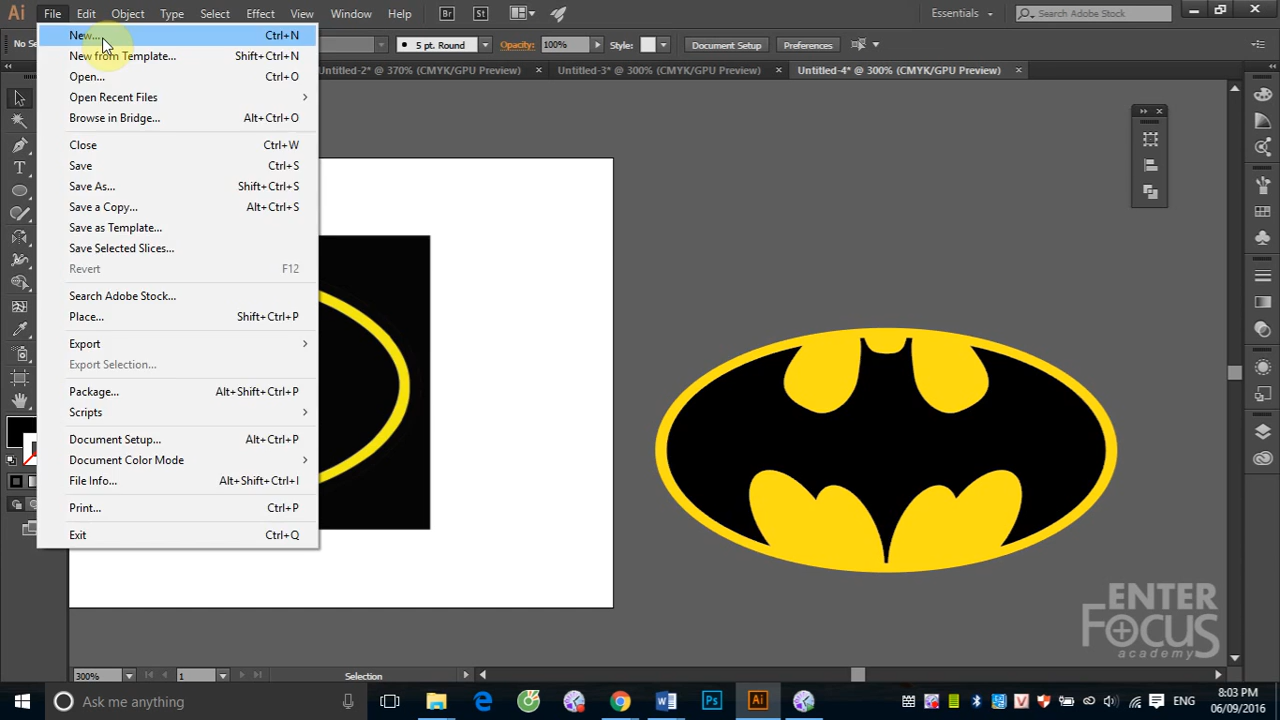 Ai File Edit Object Type Select Effect View Window Help Br St Essentials Search Adobe Stock
No Se 5 pt. Round Opacity: 100% Style: Document Setup Preferences
Untitled-2* @ 370% (CMYK/GPU Preview) Untitled-3* @ 300% (CMYK/GPU Preview) Untitled-4* @ 300% (CMYK/GPU Preview)
New... Ctrl+N
New from Template... Shift+Ctrl+N
Open... Ctrl+O
Open Recent Files
Browse in Bridge... Alt+Ctrl+O
Close Ctrl+W
Save Ctrl+S
Save As... Shift+Ctrl+S
Save a Copy... Alt+Ctrl+S
Save as Template...
Save Selected Slices...
Revert F12
Search Adobe Stock...
Place... Shift+Ctrl+P
Export
Export Selection...
Package... Alt+Shift+Ctrl+P
Scripts
Document Setup... Alt+Ctrl+P
Document Color Mode
File Info... Alt+Shift+Ctrl+I
Print... Ctrl+P
Exit Ctrl+Q
ENTER
FOCUS
academy
300% 1 Selection
Ask me anything Ps Ai ENG 8:03 PM
06/09/2016